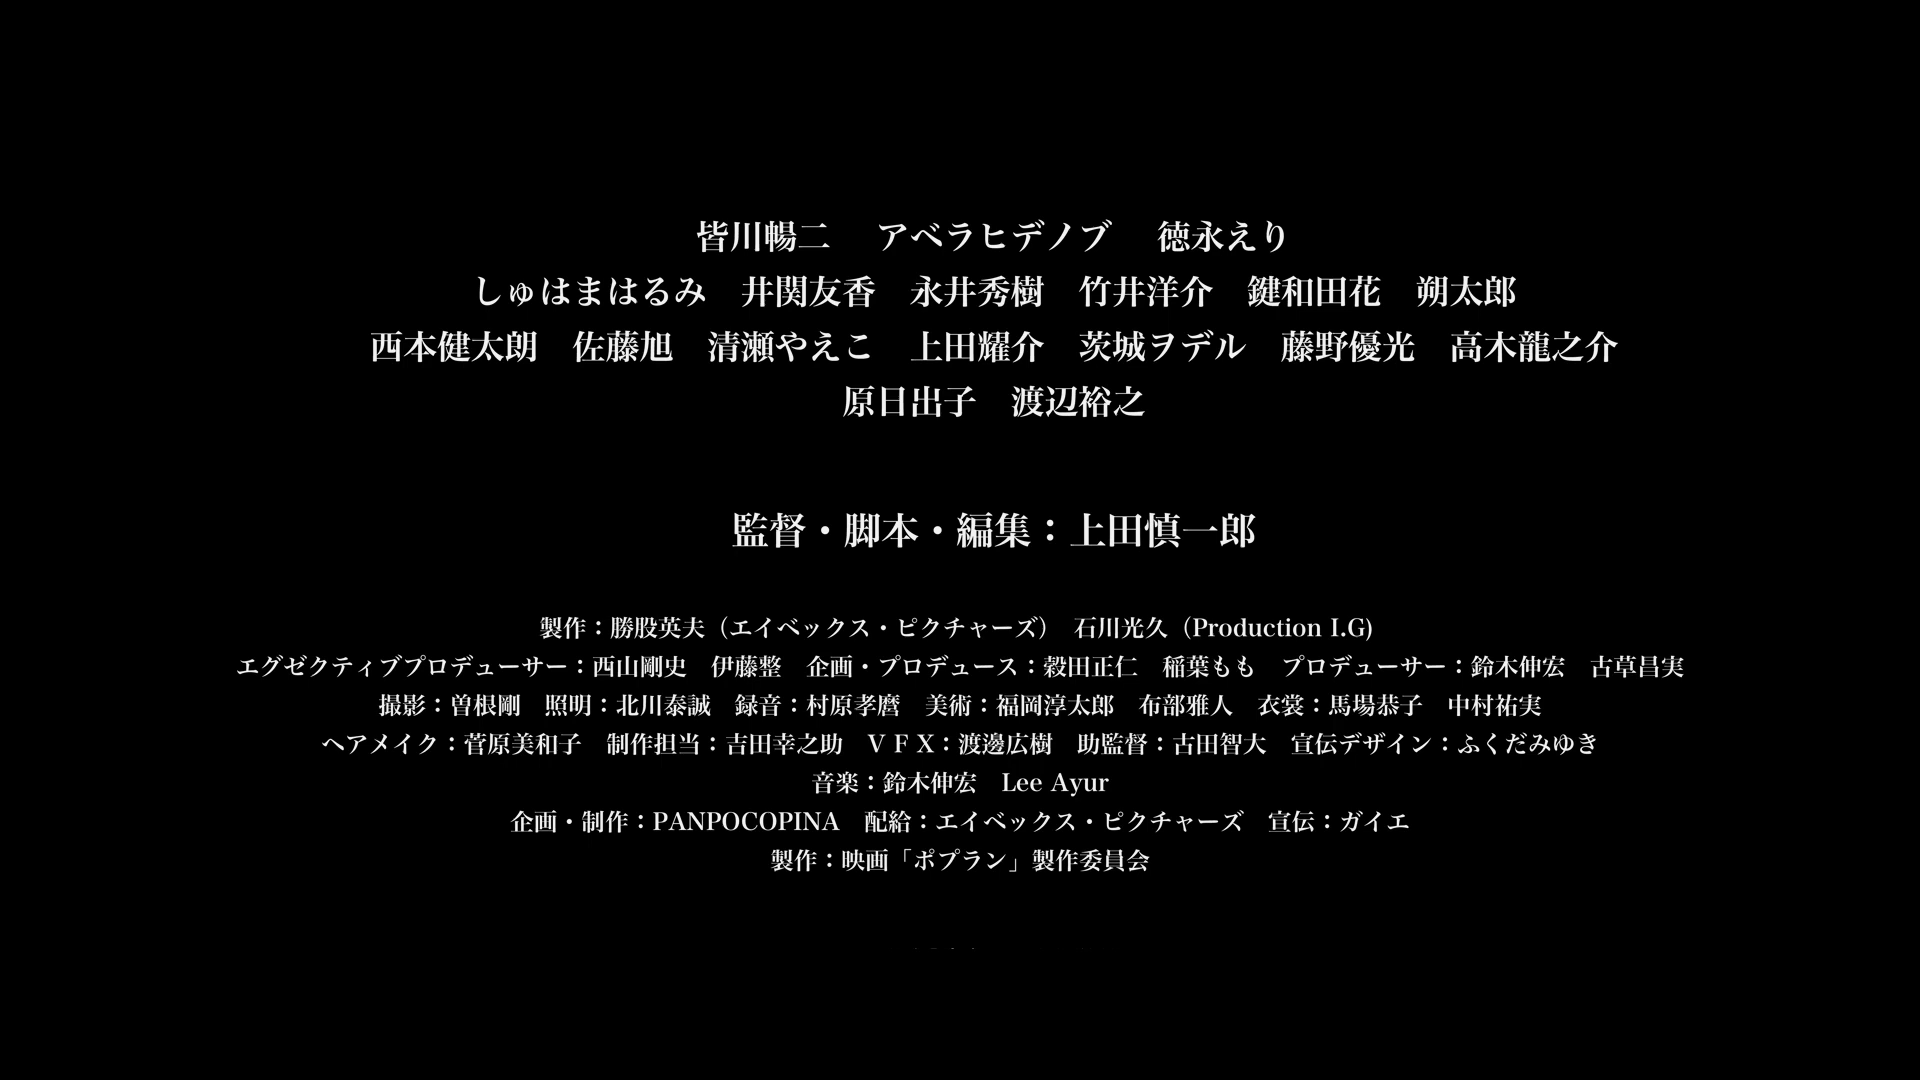 皆川暢二　アベラヒデノブ　徳永えり
しゅはまはるみ　井関友香　永井秀樹　竹井洋介　鍵和田花　朔太郎
西本健太朗　佐藤旭　清瀬やえこ　上田耀介　茨城ヲデル　藤野優光　高木龍之介
原日出子　渡辺裕之
監督・脚本・編集：上田慎一郎
製作：勝股英夫（エイベックス・ピクチャーズ）　石川光久（Production I.G)
エグゼクティブプロデューサー：西山剛史　伊藤整　企画・プロデュース：穀田正仁　稲葉もも　プロデューサー：鈴木伸宏　古草昌実
撮影：曽根剛　照明：北川泰誠　録音：村原孝麿　美術：福岡淳太郎　布部雅人　衣裳：馬場恭子　中村祐実
ヘアメイク：菅原美和子　制作担当：吉田幸之助　ＶＦＸ：渡邊広樹　助監督：古田智大　宣伝デザイン：ふくだみゆき
音楽：鈴木伸宏　Lee Ayur
企画・制作：PANPOCOPINA　配給：エイベックス・ピクチャーズ　宣伝：ガイエ
製作：映画「ポプラン」製作委員会